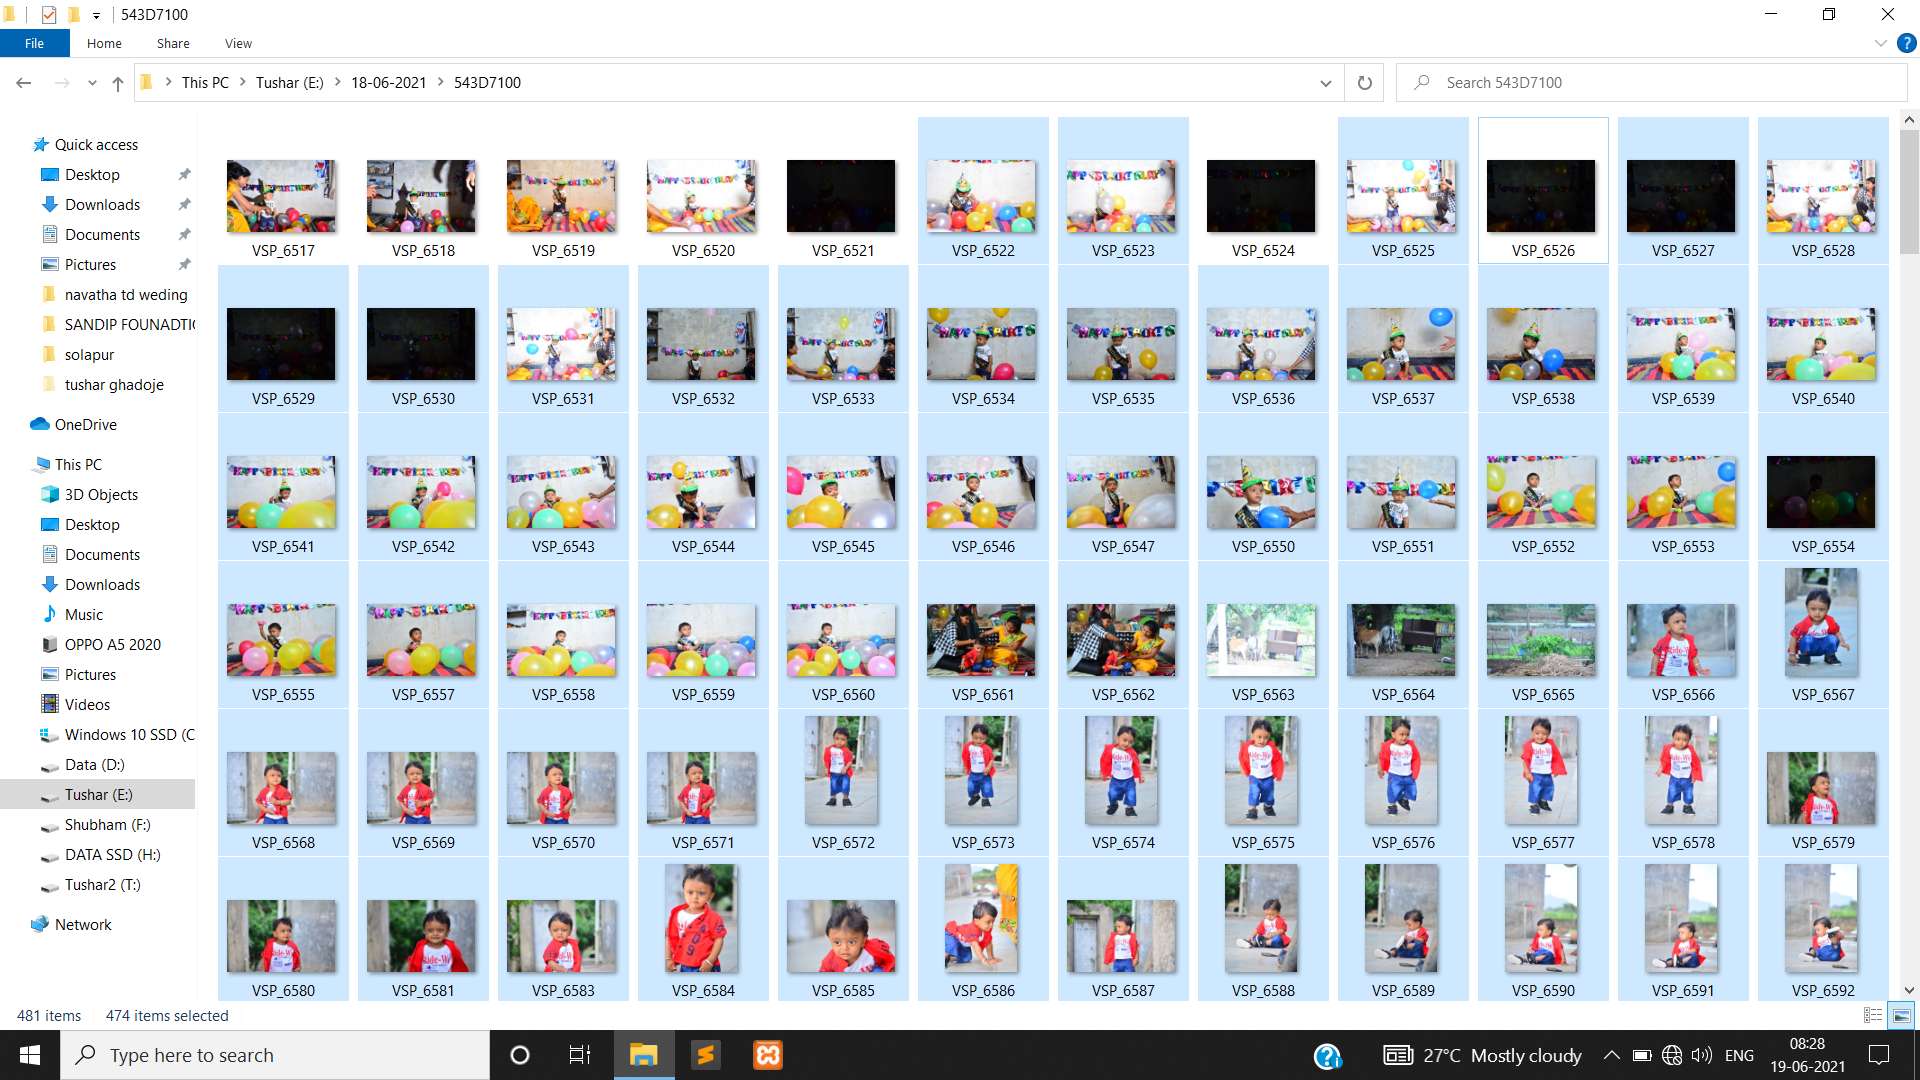 543D7100
File Home Share View
This PC Tushar (E:) 18-06-2021 543D7100
Search 543D7100
Quick access
Desktop
Downloads
Documents
Pictures
navatha td weding
SANDIP FOUNADTIO
solapur
tushar ghadoje
OneDrive
This PC
3D Objects
Desktop
Documents
Downloads
Music
OPPO A5 2020
Pictures
Videos
Windows 10 SSD (C
Data (D:)
Tushar (E:)
Shubham (F:)
DATA SSD (H:)
Tushar2 (T:)
Network
VSP_6517 VSP_6518 VSP_6519 VSP_6520 VSP_6521 VSP_6522 VSP_6523 VSP_6524 VSP_6525 VSP_6526 VSP_6527 VSP_6528
VSP_6529 VSP_6530 VSP_6531 VSP_6532 VSP_6533 VSP_6534 VSP_6535 VSP_6536 VSP_6537 VSP_6538 VSP_6539 VSP_6540
VSP_6541 VSP_6542 VSP_6543 VSP_6544 VSP_6545 VSP_6546 VSP_6547 VSP_6550 VSP_6551 VSP_6552 VSP_6553 VSP_6554
VSP_6555 VSP_6557 VSP_6558 VSP_6559 VSP_6560 VSP_6561 VSP_6562 VSP_6563 VSP_6564 VSP_6565 VSP_6566 VSP_6567
VSP_6568 VSP_6569 VSP_6570 VSP_6571 VSP_6572 VSP_6573 VSP_6574 VSP_6575 VSP_6576 VSP_6577 VSP_6578 VSP_6579
VSP_6580 VSP_6581 VSP_6583 VSP_6584 VSP_6585 VSP_6586 VSP_6587 VSP_6588 VSP_6589 VSP_6590 VSP_6591 VSP_6592
481 items 474 items selected
Type here to search
27°C Mostly cloudy
ENG
08:28
19-06-2021